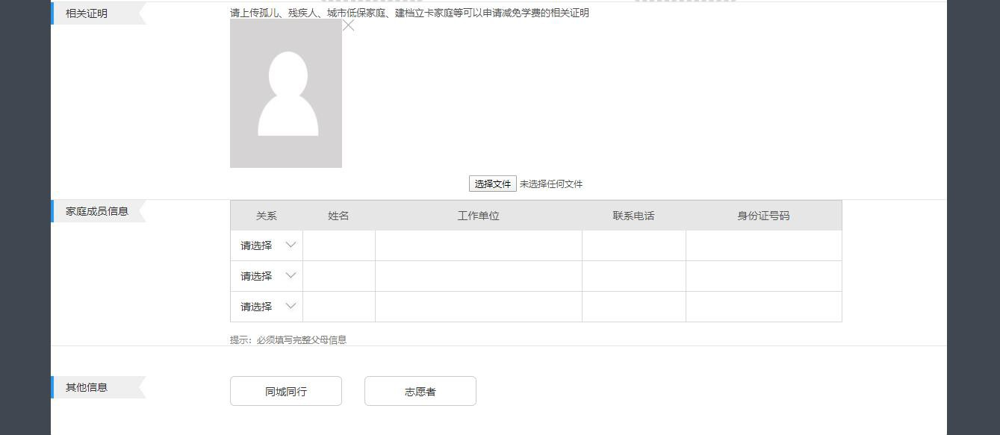 相关证明
请上传孤儿、残疾人、城市低保家庭、建档立卡家庭等可以申请减免学费的相关证明
选择文件 未选择任何文件
家庭成员信息
关系 姓名 工作单位 联系电话 身份证号码
请选择
请选择
请选择
提示：必须填写完整父母信息
其他信息
同城同行 志愿者